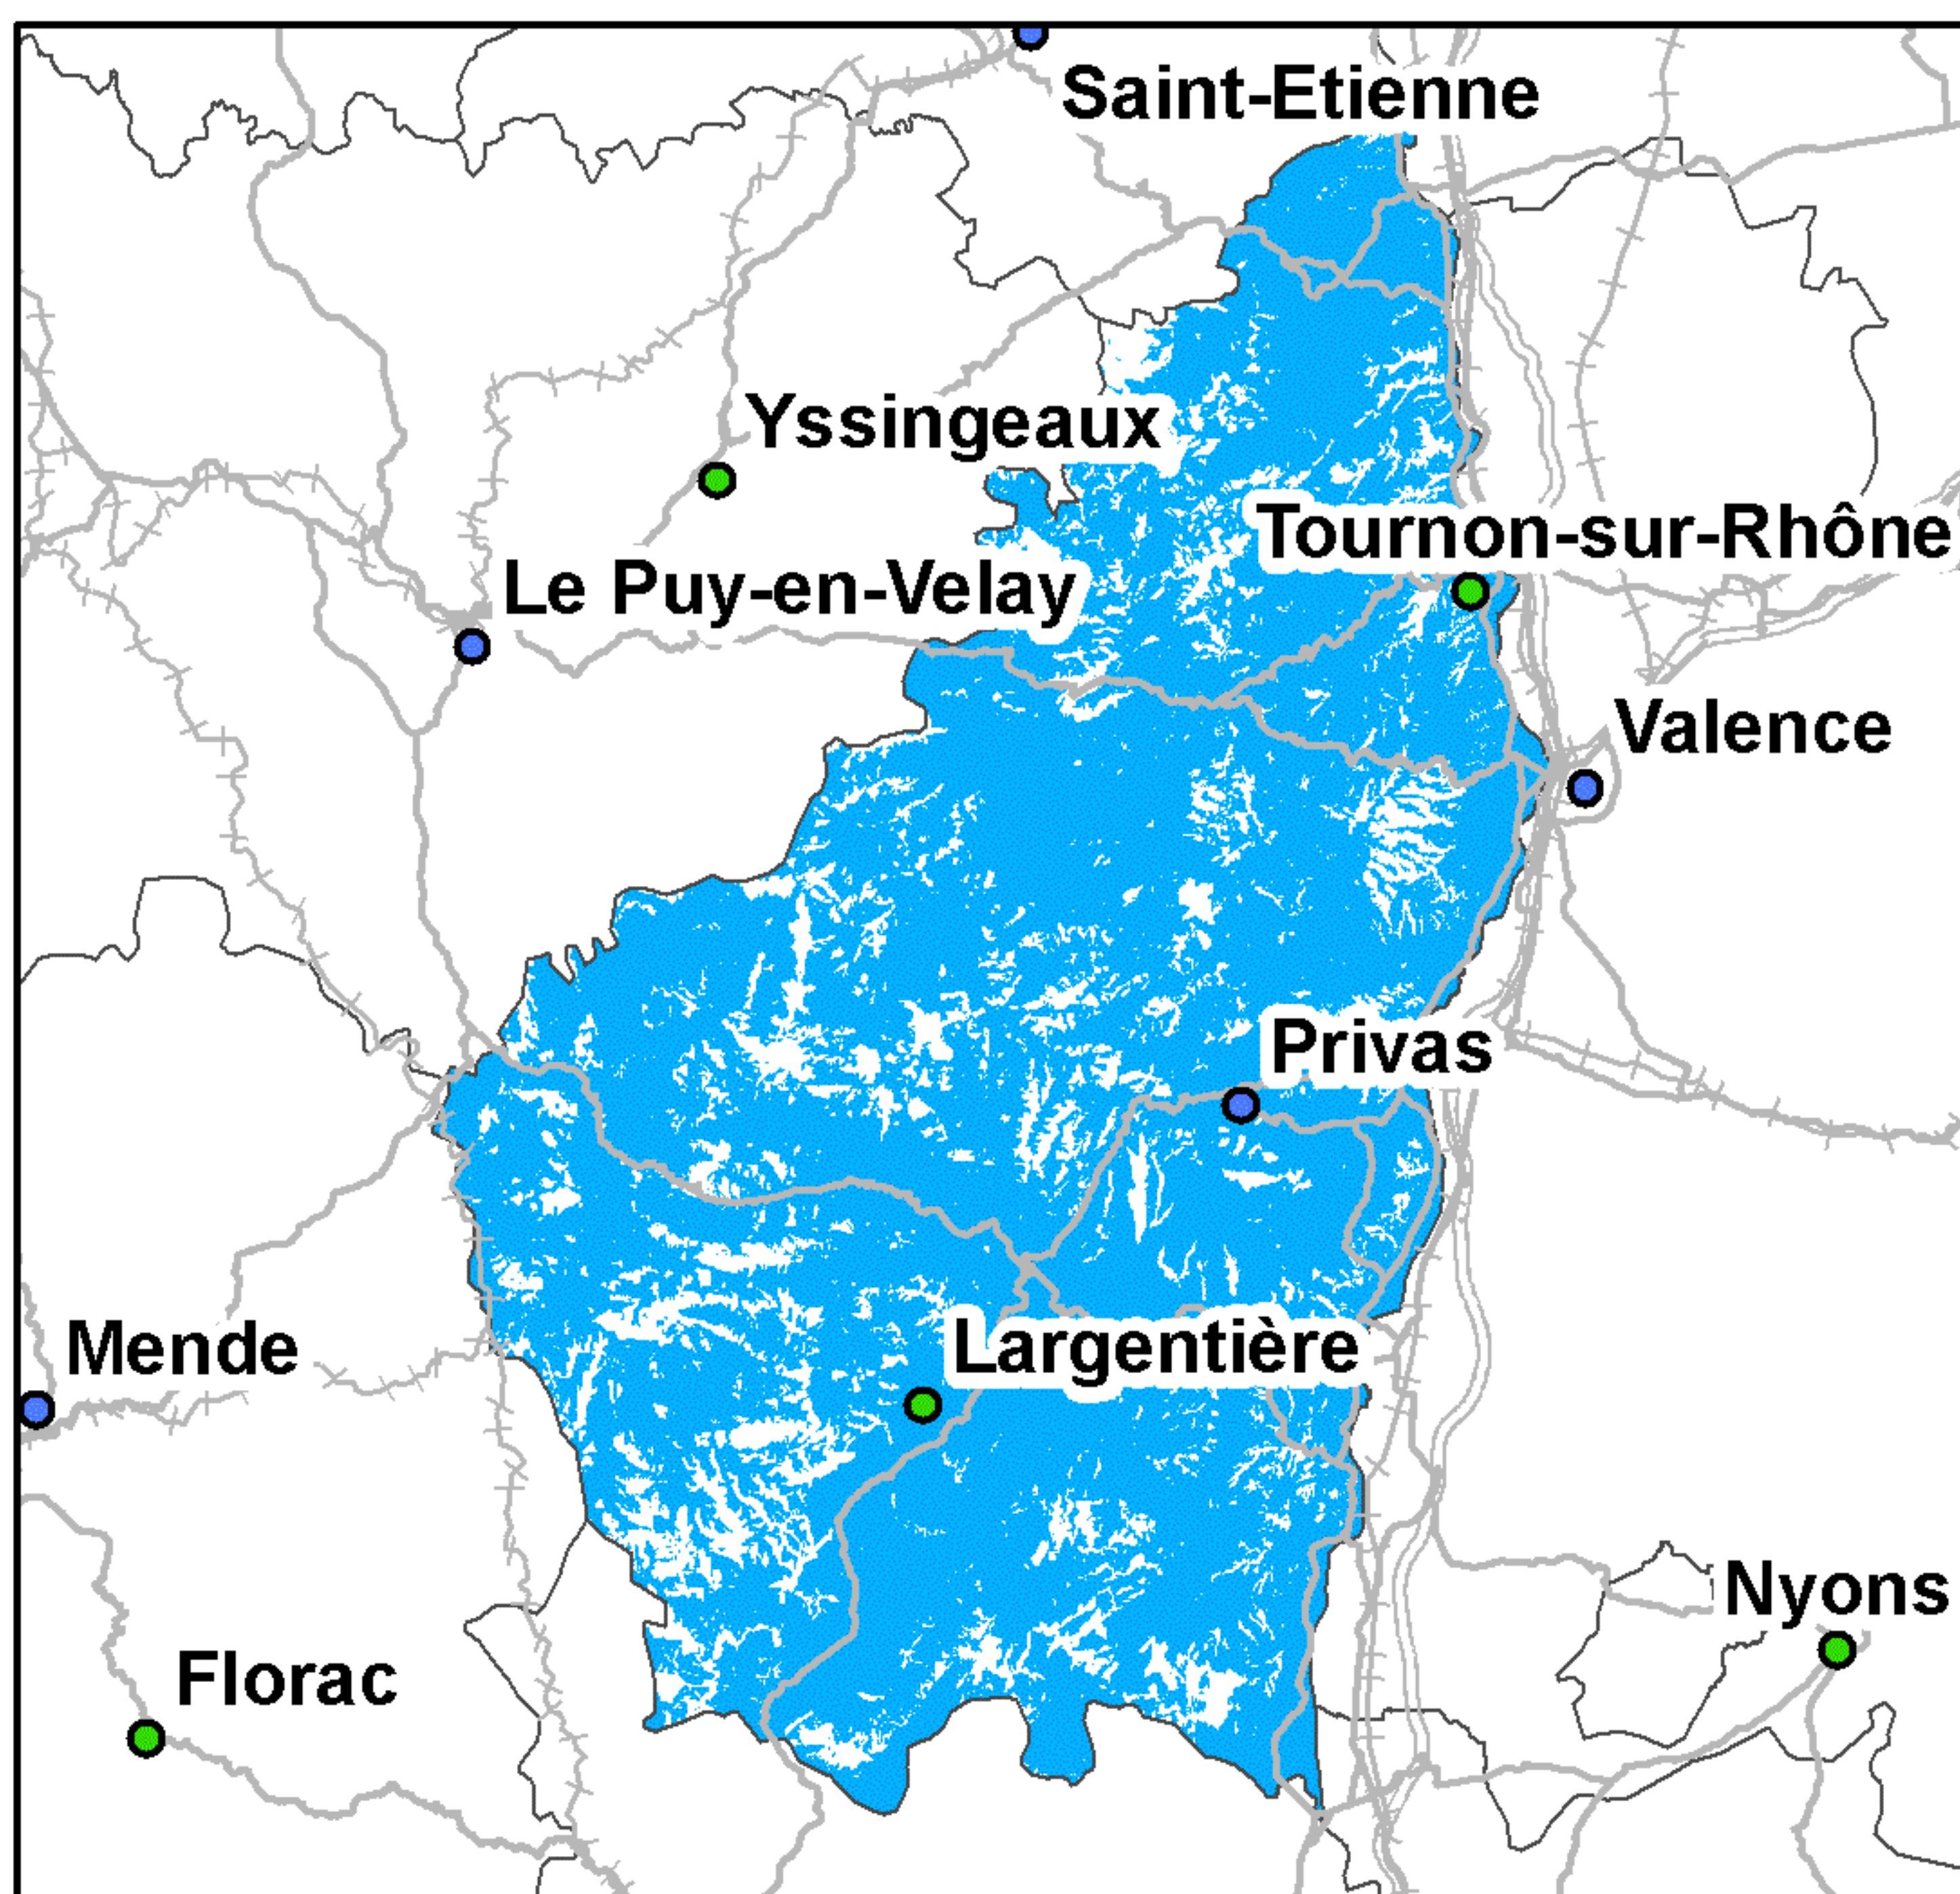 Saint-Etienne
Yssingeaux
Tournon-sur-Rhône
Le Puy-en-Velay
Valence
Privas
Largentière
Mende
Nyons
Florac